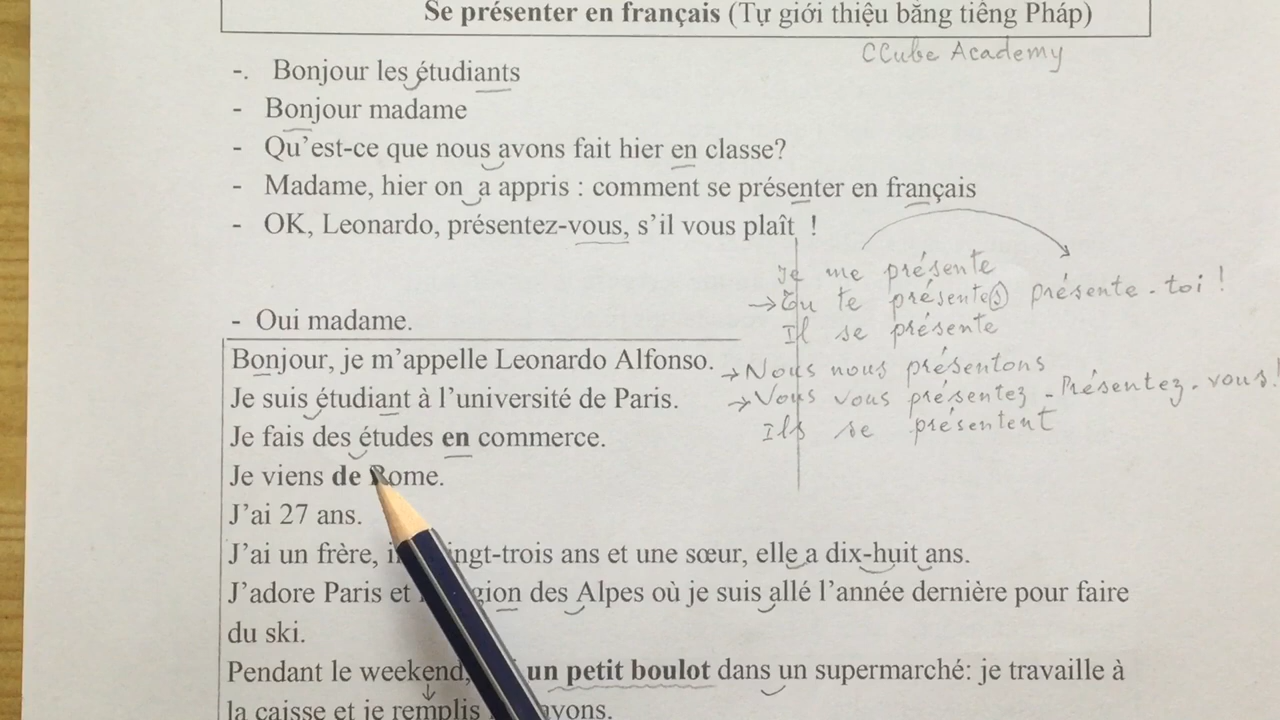 Se présenter en français (Tự giới thiệu bằng tiếng Pháp)
CCube Academy
-. Bonjour les étudiants
- Bonjour madame
- Qu’est-ce que nous avons fait hier en classe?
- Madame, hier on a appris : comment se présenter en français
- OK, Leonardo, présentez-vous, s’il vous plaît !
Je me présente
→ Tu te présentes présente-toi !
Il se présente
- Oui madame.
→ Nous nous présentons
→ Vous vous présentez - Présentez-vous!
Ils se présentent
Bonjour, je m’appelle Leonardo Alfonso.
Je suis étudiant à l’université de Paris.
Je fais des études en commerce.
Je viens de Rome.
J’ai 27 ans.
J’ai un frère, ans et une sœur, elle a dix-huit ans.
J’adore Paris et des Alpes où je suis allé l’année dernière pour faire
du ski.
Pendant le weekend, un petit boulot dans un supermarché: je travaille à
la caisse et je remplis